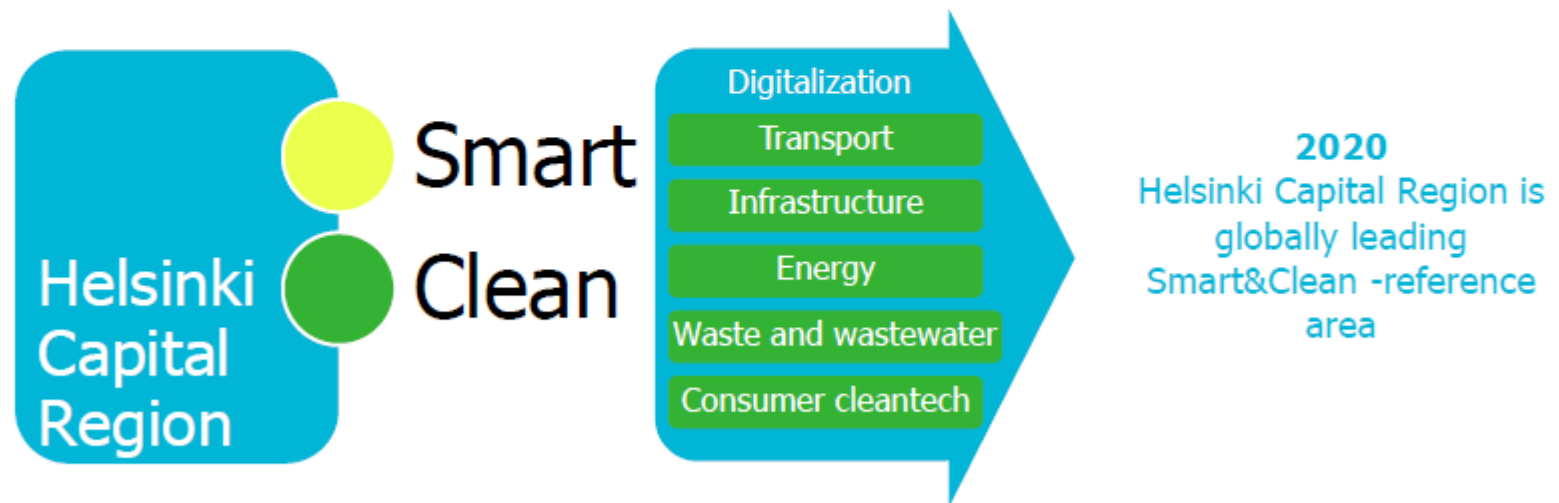 Helsinki
Capital
Region
Smart
Clean
Digitalization
Transport
Infrastructure
Energy
Waste and wastewater
Consumer cleantech
2020
Helsinki Capital Region is
globally leading
Smart&Clean -reference
area